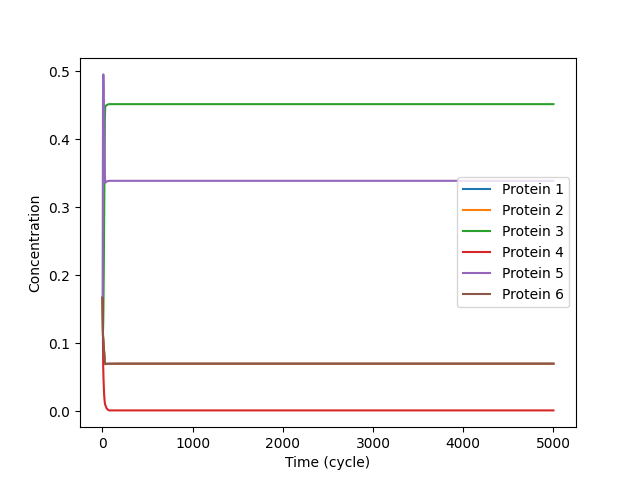 0.5
0.4
0.3
0.2
0.1
0.0
Concentration
Protein 1
Protein 2
Protein 3
Protein 4
Protein 5
Protein 6
0 1000 2000 3000 4000 5000
Time (cycle)